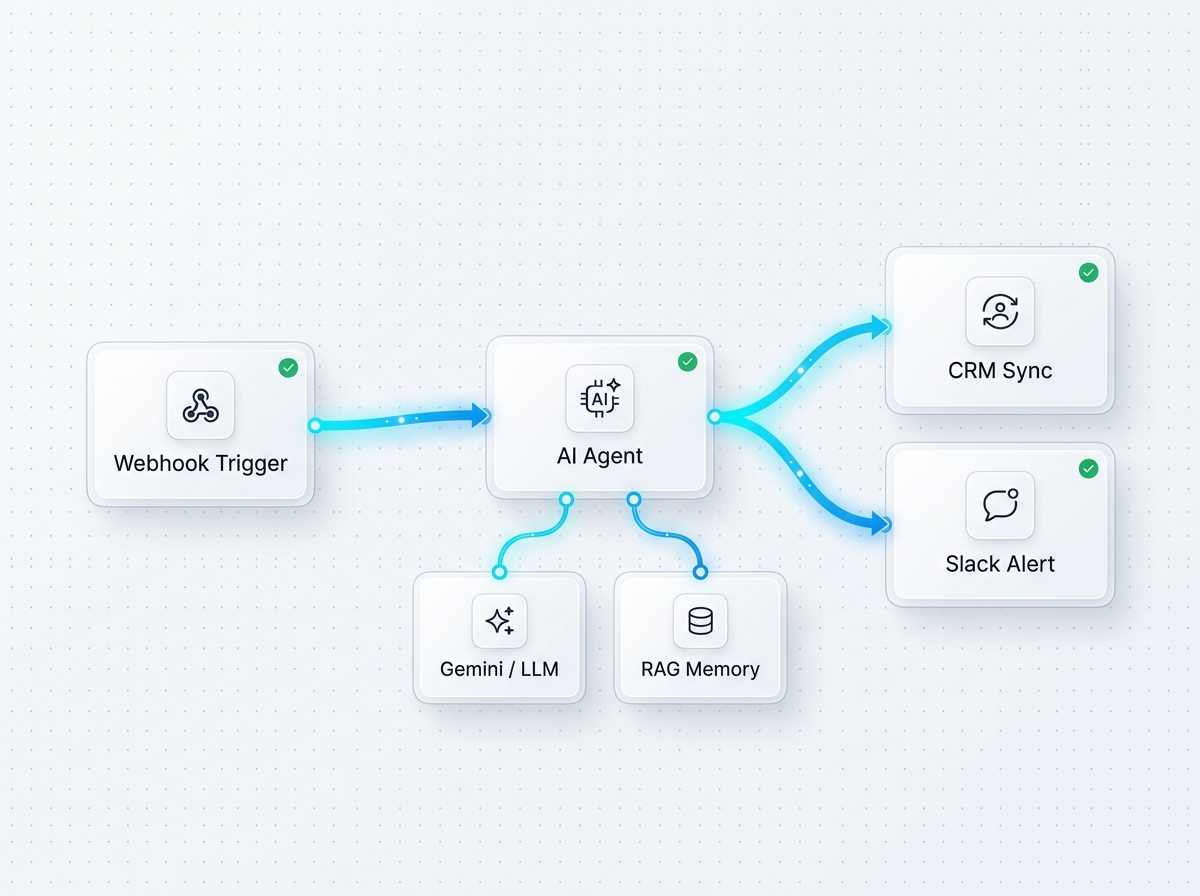 Webhook Trigger
AI
AI Agent
CRM Sync
Slack Alert
Gemini / LLM
RAG Memory